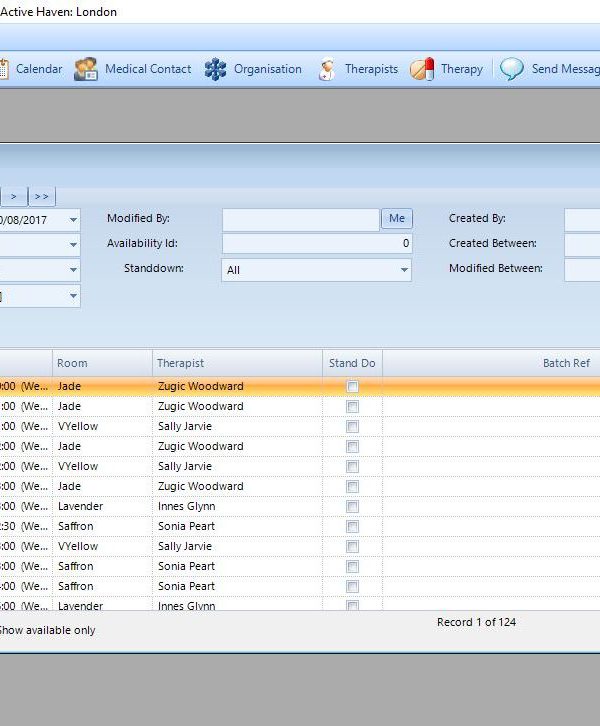 Active Haven: London
Calendar Medical Contact Organisation Therapists Therapy Send Messag
> >>
0/08/2017 Modified By: Me Created By:
Availability Id: 0 Created Between:
Standdown: All Modified Between:
Room Therapist Stand Do Batch Ref
:00 (We... Jade Zugic Woodward
:00 (We... Jade Zugic Woodward
:00 (We... VYellow Sally Jarvie
:00 (We... Jade Zugic Woodward
:00 (We... VYellow Sally Jarvie
:00 (We... Jade Zugic Woodward
:00 (We... Lavender Innes Glynn
:30 (We... Saffron Sonia Peart
:00 (We... VYellow Sally Jarvie
:00 (We... Saffron Sonia Peart
:00 (We... Saffron Sonia Peart
:00 (We... Lavender Innes Glynn
Record 1 of 124
Show available only